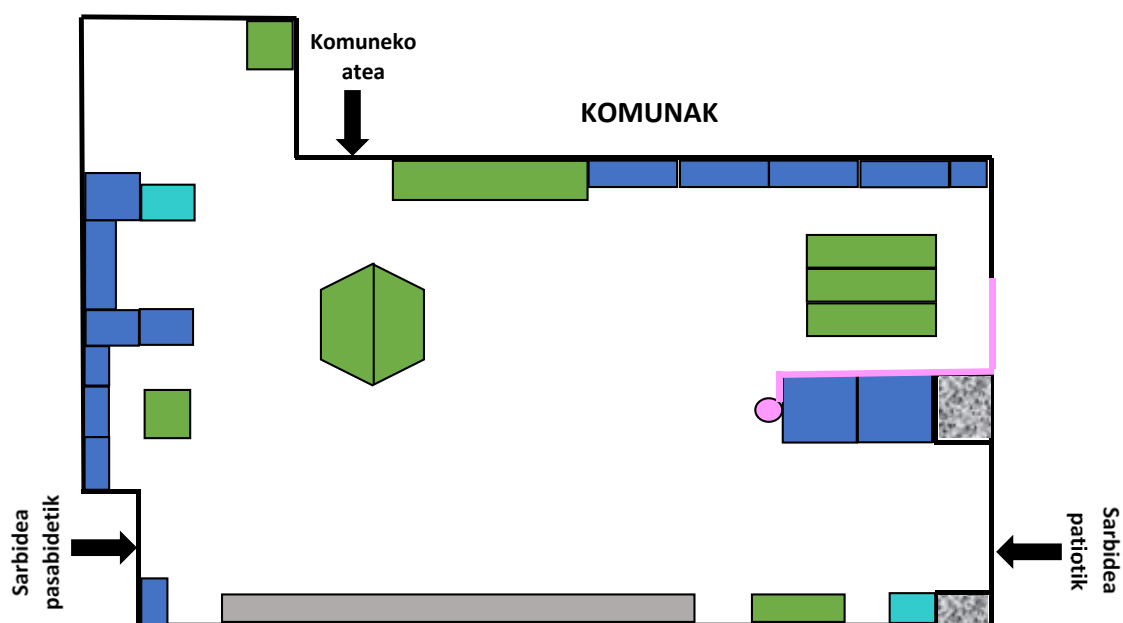 Komuneko
atea
KOMUNAK
Sarbidea
pasabidetik
Sarbidea
patiotik